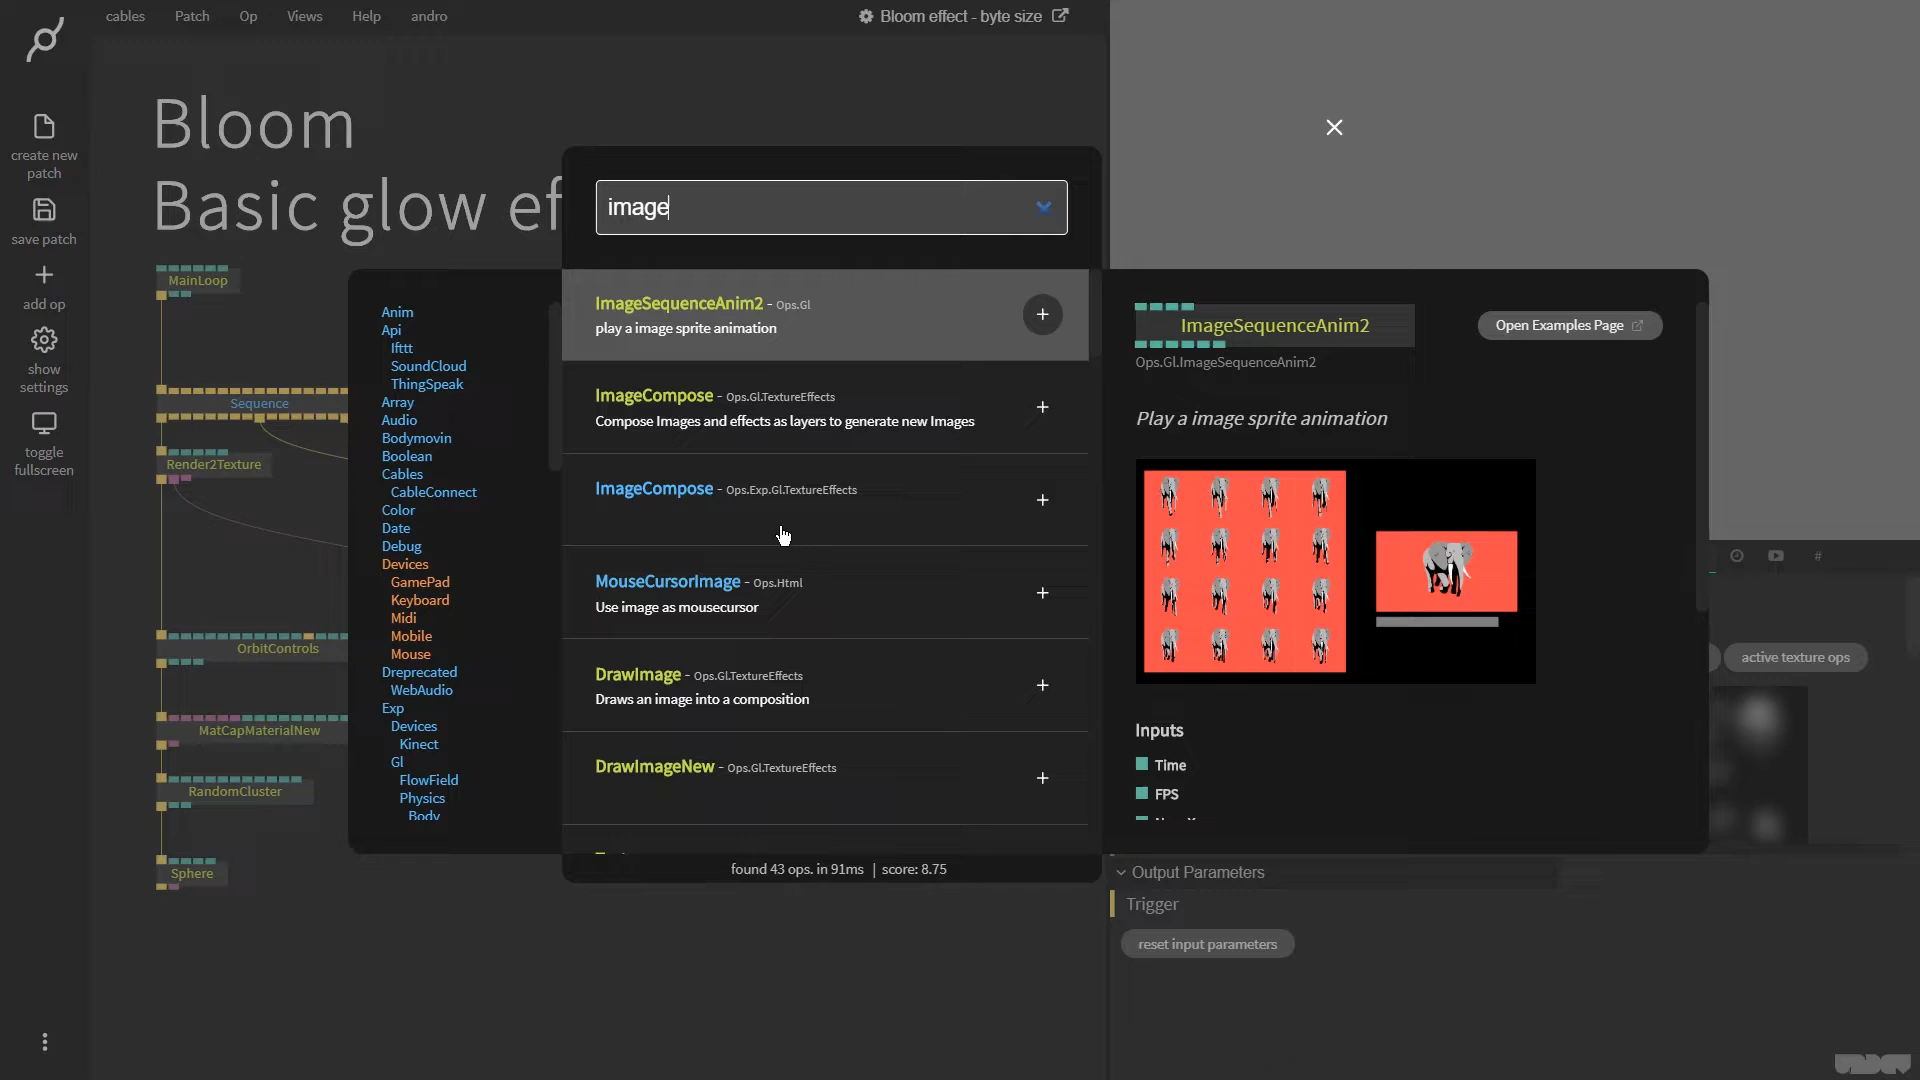 cables Patch Op Views Help andro
Bloom effect - byte size
create new
patch
save patch
add op
show
settings
toggle
fullscreen
Bloom
Basic glow ef
MainLoop
Sequence
Render2Texture
OrbitControls
MatCapMaterialNew
RandomCluster
Sphere
image
Anim
Api
Ifttt
SoundCloud
ThingSpeak
Array
Audio
Bodymovin
Boolean
Cables
CableConnect
Color
Date
Debug
Devices
GamePad
Keyboard
Midi
Mobile
Mouse
Dreprecated
WebAudio
Exp
Devices
Kinect
Gl
FlowField
Physics
Body
ImageSequenceAnim2 - Ops.Gl
play a image sprite animation
ImageCompose - Ops.Gl.TextureEffects
Compose Images and effects as layers to generate new Images
ImageCompose - Ops.Exp.Gl.TextureEffects
MouseCursorImage - Ops.Html
Use image as mousecursor
DrawImage - Ops.Gl.TextureEffects
Draws an image into a composition
DrawImageNew - Ops.Gl.TextureEffects
found 43 ops. in 91ms | score: 8.75
ImageSequenceAnim2
Open Examples Page
Ops.Gl.ImageSequenceAnim2
Play a image sprite animation
Inputs
Time
FPS
#
active texture ops
Output Parameters
Trigger
reset input parameters